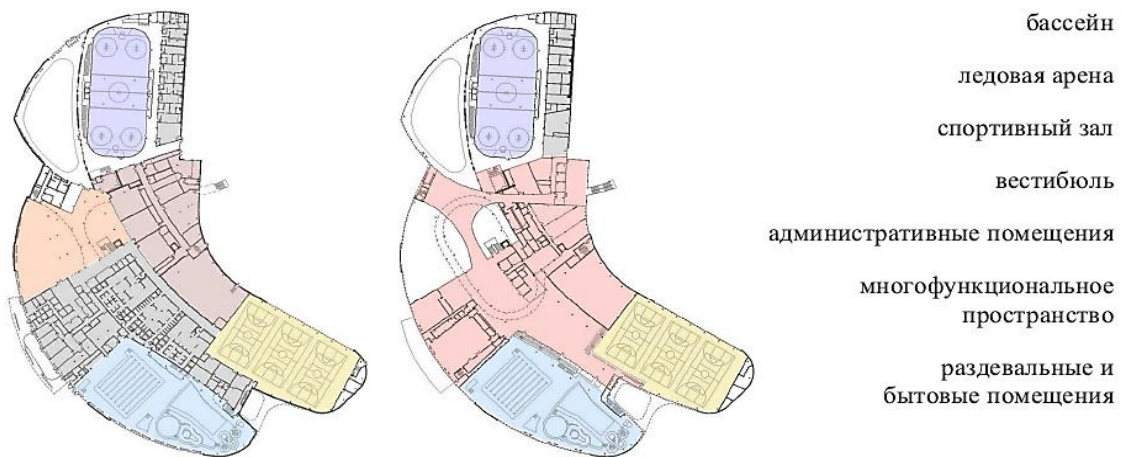 бассейн
ледовая арена
спортивный зал
вестибюль
административные помещения
многофункциональное
пространство
раздевальные и
бытовые помещения